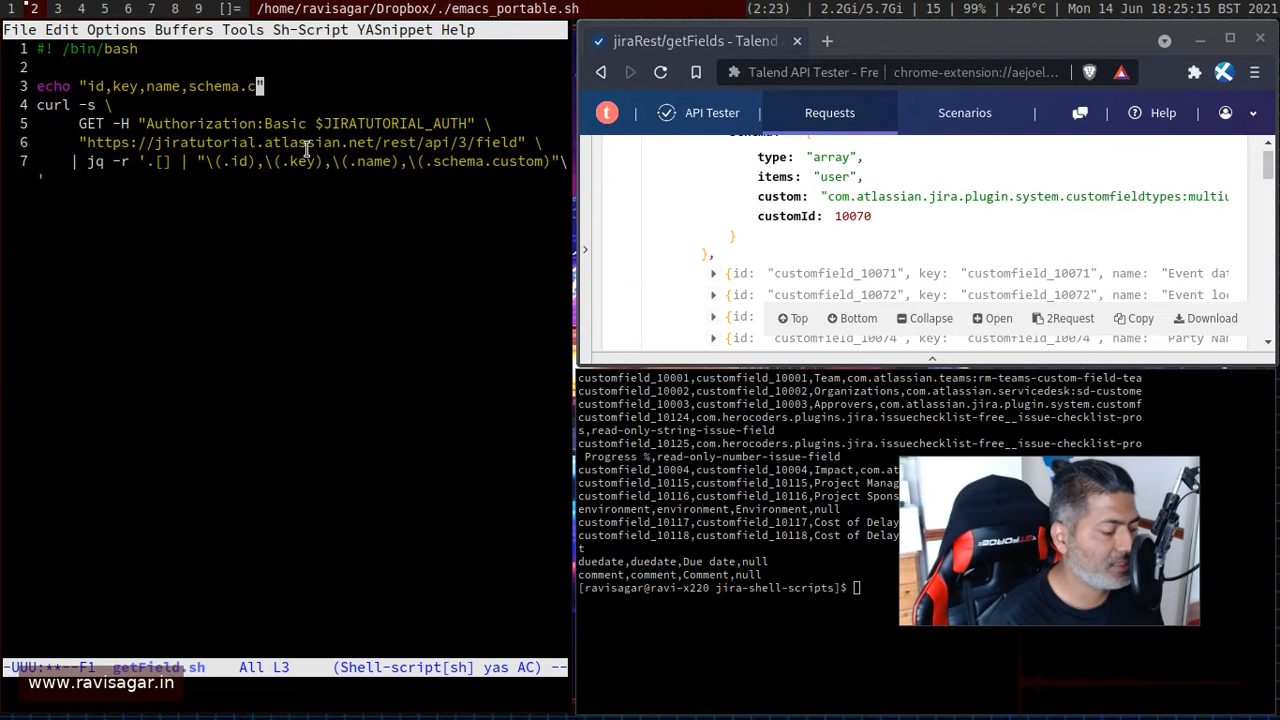 1 2 3 4 5 6 7 8 9 []= /home/ravisagar/Dropbox/./emacs_portable.sh (2:23) | 2.2Gi/5.7Gi | 15 | 99% | +26°C | Mon 14 Jun 18:25:15 BST 2021
File Edit Options Buffers Tools Sh-Script YASnippet Help
1 #! /bin/bash
2
3 echo "id,key,name,schema.c"
4 curl -s \
5 GET -H "Authorization:Basic $JIRATUTORIAL_AUTH" \
6 "https://jiratutorial.atlassian.net/rest/api/3/field" \
7 | jq -r '.[] | "\(.id),\(.key),\(.name),\(.schema.custom)"\
'
-UUU:**--F1 getField.sh All L3 (Shell-script[sh] yas AC) --
www.ravisagar.in
jiraRest/getFields - Talend
Talend API Tester - Fre chrome-extension://aejoel...
API Tester Requests Scenarios Help
type: "array",
items: "user",
custom: "com.atlassian.jira.plugin.system.customfieldtypes:multiu
customId: 10070
}
},
{id: "customfield_10071", key: "customfield_10071", name: "Event dat
{id: "customfield_10072", key: "customfield_10072", name: "Event loc
{id:
Top Bottom Collapse Open 2Request Copy Download
{id: "customfield_10074", key: "customfield_10074", name: "Party Nam
customfield_10001,customfield_10001,Team,com.atlassian.teams:rm-teams-custom-field-tea
customfield_10002,customfield_10002,Organizations,com.atlassian.servicedesk:sd-custome
customfield_10003,customfield_10003,Approvers,com.atlassian.jira.plugin.system.customf
customfield_10124,com.herocoders.plugins.jira.issuechecklist-free__issue-checklist-pro
s,read-only-string-issue-field
customfield_10125,com.herocoders.plugins.jira.issuechecklist-free__issue-checklist-pro
Progress %,read-only-number-issue-field
customfield_10004,customfield_10004,Impact,com.at
customfield_10115,customfield_10115,Project Manag
customfield_10116,customfield_10116,Project Spons
environment,environment,Environment,null
customfield_10117,customfield_10117,Cost of Delay
customfield_10118,customfield_10118,Cost of Delay
t
duedate,duedate,Due date,null
comment,comment,Comment,null
[ravisagar@ravi-x220 jira-shell-scripts]$